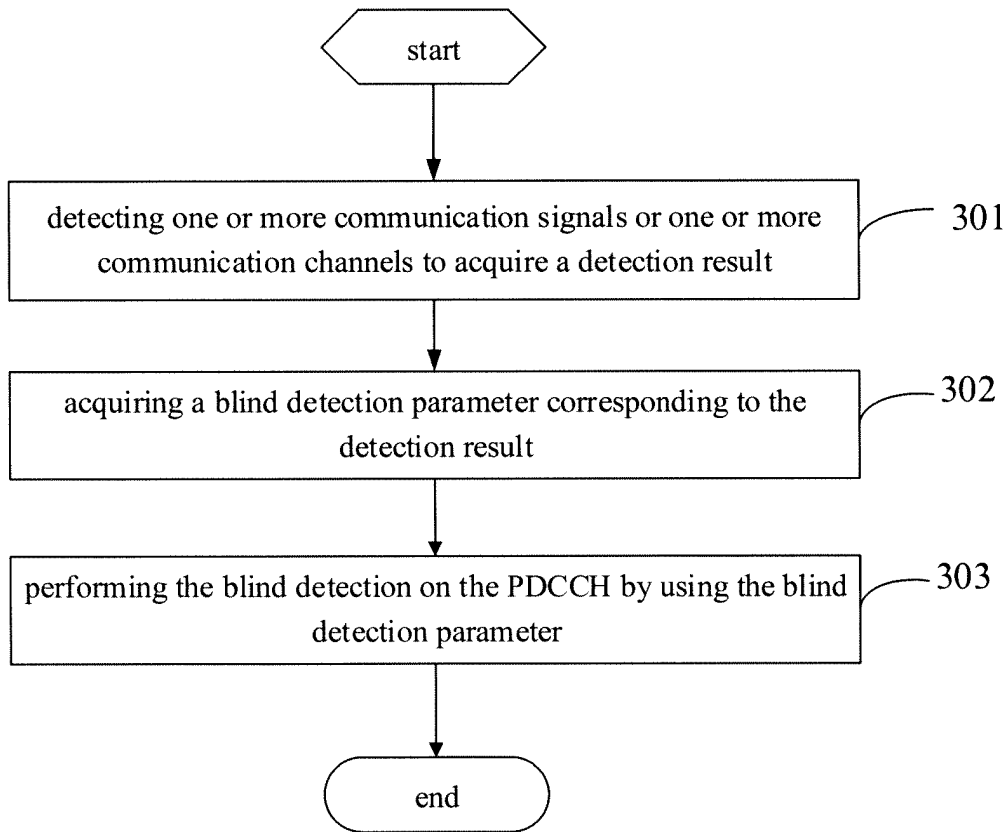 start
detecting one or more communication signals or one or more
communication channels to acquire a detection result
301
acquiring a blind detection parameter corresponding to the
detection result
302
performing the blind detection on the PDCCH by using the blind
detection parameter
303
end